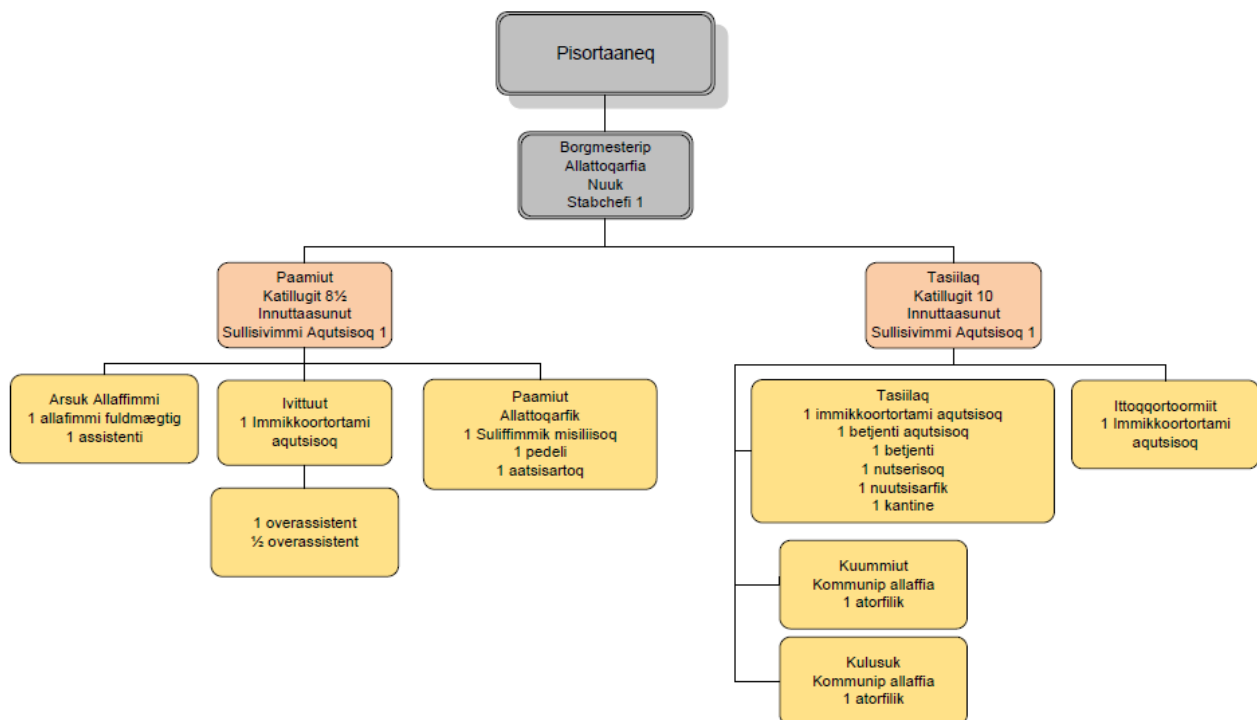 Pisortaaneq
Borgmesterip
Allattoqarfia
Nuuk
Stabchefi 1
Paamiut
Katillugit 8½
Innuttaasunut
Sullisivimmi Aqutsisoq 1
Tasiilaq
Katillugit 10
Innuttaasunut
Sullisivimmi Aqutsisoq 1
Arsuk Allaffimmi
1 allafimmi fuldmægtig
1 assistenti
Ivittuut
1 Immikkoortortami
aqutsisoq
Paamiut
Allattoqarfik
1 Suliffimmik misiliisoq
1 pedeli
1 aatsisartoq
Tasiilaq
1 immikoortortami aqutsisoq
1 betjenti aqutsisoq
1 betjenti
1 nutserisoq
1 nuutsisarfik
1 kantine
Ittoqqortoormiit
1 Immikoortortami
aqutsisoq
1 overassistent
½ overassistent
Kuummiut
Kommunip allaffia
1 atorfilik
Kulusuk
Kommunip allaffia
1 atorfilik